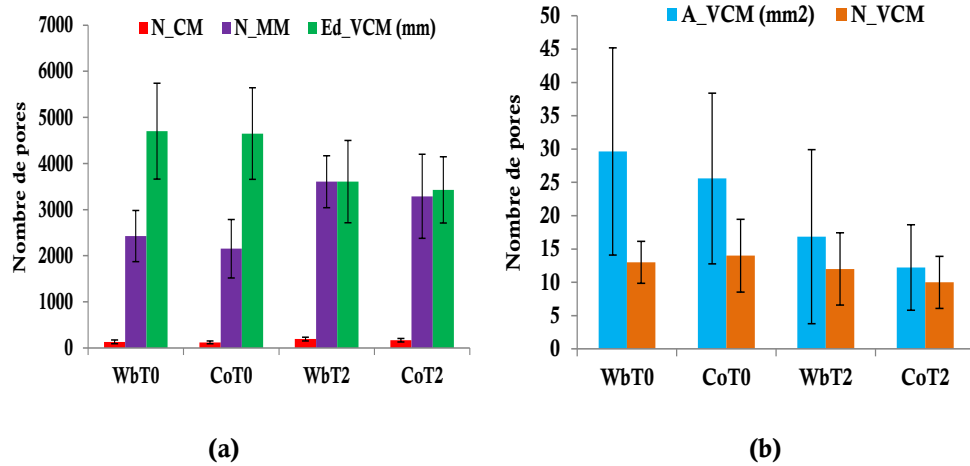 N_CM N_MM Ed_VCM (mm)
Nombre de pores
7000
6000
5000
4000
3000
2000
1000
0
WbT0 CoT0 WbT2 CoT2
(a)
A_VCM (mm2) N_VCM
Nombre de pores
50
45
40
35
30
25
20
15
10
5
0
WbT0 CoT0 WbT2 CoT2
(b)